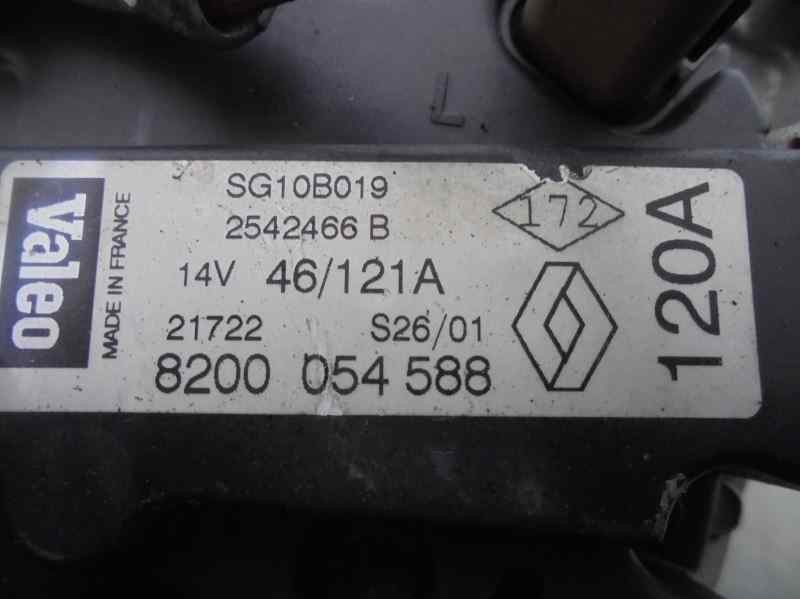 L
Valeo
MADE IN FRANCE
SG10B019
2542466 B
14V 46/121A
21722 S26/01
8200 054 588
172
120A